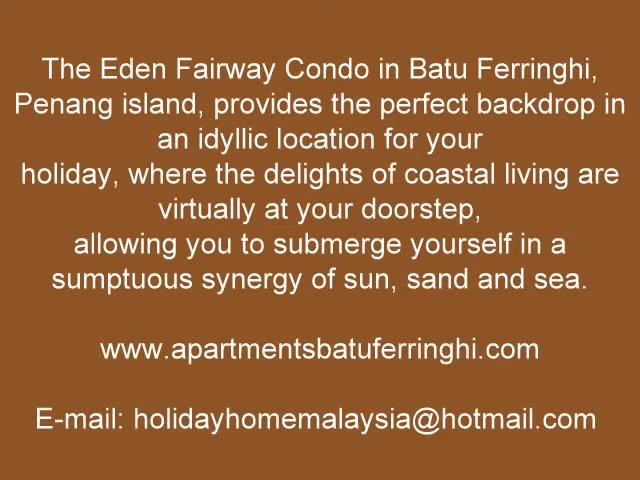 The Eden Fairway Condo in Batu Ferringhi,
Penang island, provides the perfect backdrop in
an idyllic location for your
holiday, where the delights of coastal living are
virtually at your doorstep,
allowing you to submerge yourself in a
sumptuous synergy of sun, sand and sea.
www.apartmentsbatuferringhi.com
E-mail: holidayhomemalaysia@hotmail.com